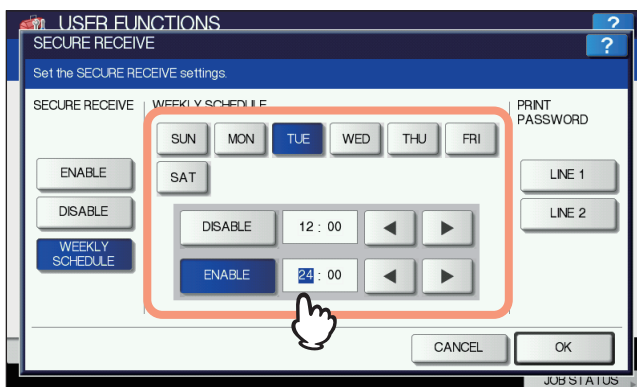 USER FUNCTIONS
?
SECURE RECEIVE
?
Set the SECURE RECEIVE settings.
SECURE RECEIVE
WEEKLY SCHEDULE
PRINT
PASSWORD
SUN MON TUE WED THU FRI
SAT
ENABLE
DISABLE
WEEKLY
SCHEDULE
DISABLE 12 : 00
ENABLE 24 : 00
LINE 1
LINE 2
CANCEL
OK
JOB STATUS